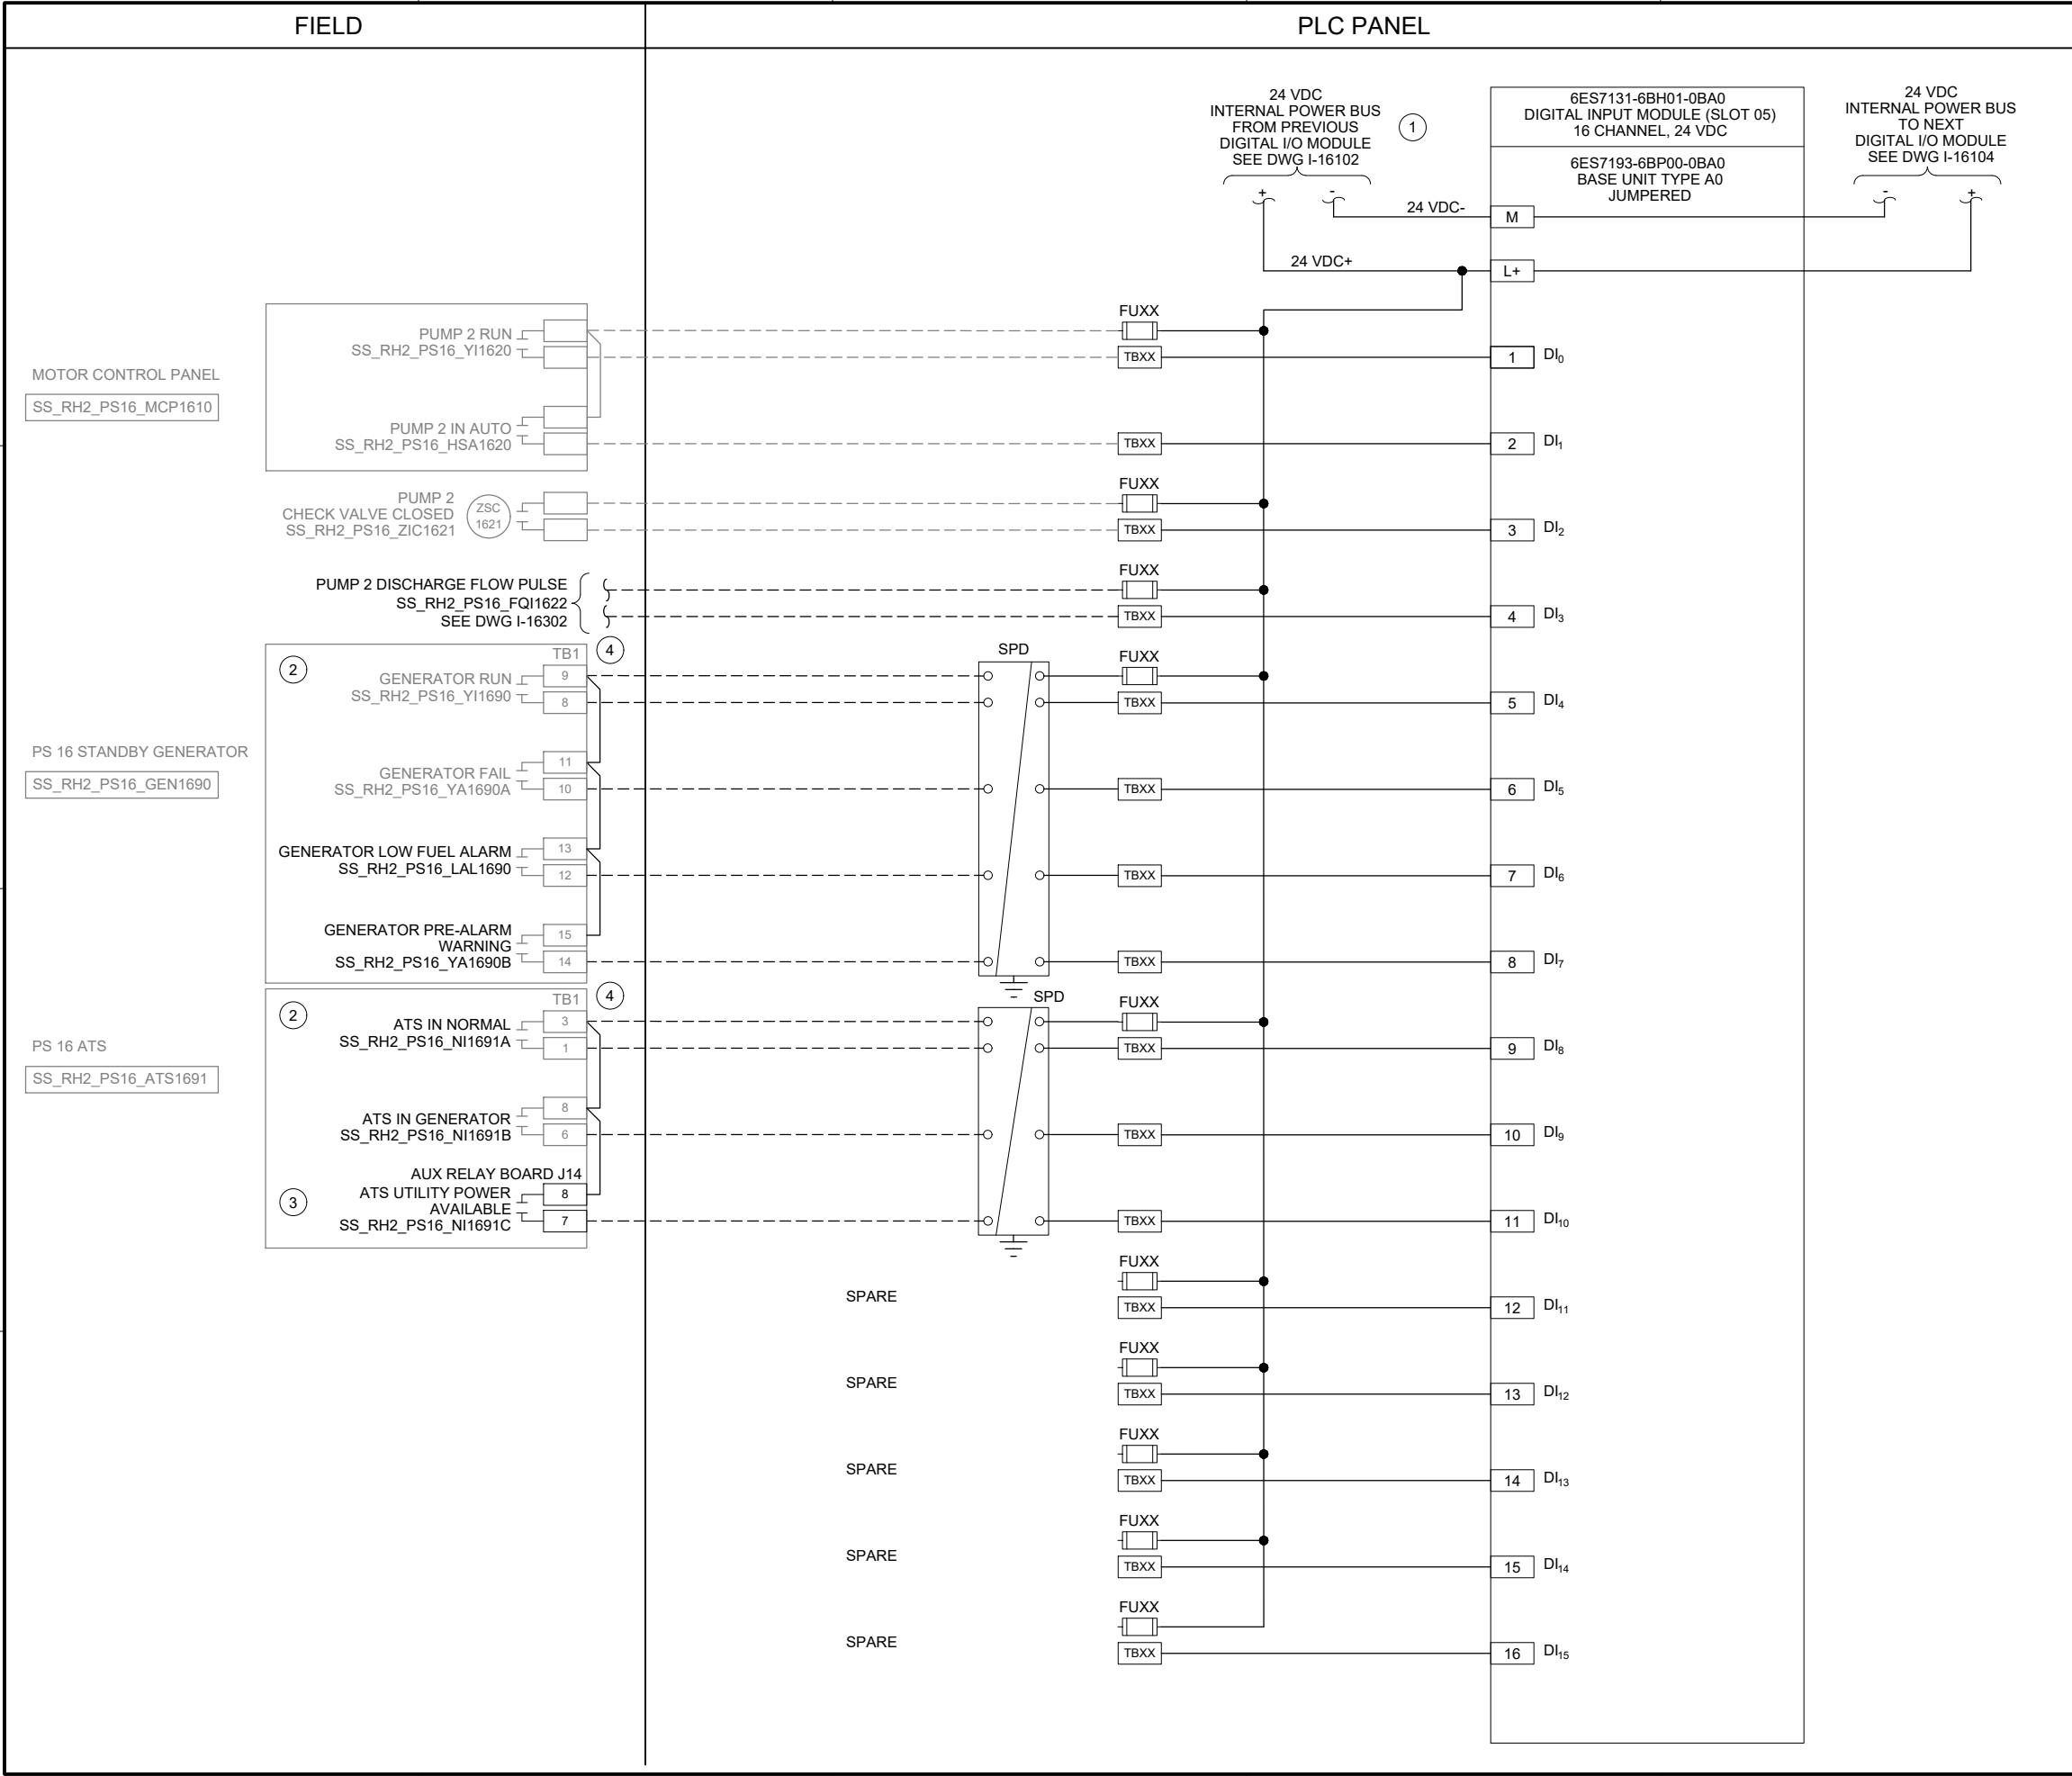 FIELD
PLC PANEL
24 VDC
INTERNAL POWER BUS
FROM PREVIOUS
DIGITAL I/O MODULE
SEE DWG I-16102
1
6ES7131-6BH01-0BA0
DIGITAL INPUT MODULE (SLOT 05)
16 CHANNEL, 24 VDC
6ES7193-6BP00-0BA0
BASE UNIT TYPE A0
JUMPERED
24 VDC
INTERNAL POWER BUS
TO NEXT
DIGITAL I/O MODULE
SEE DWG I-16104
+ -
- +
24 VDC- M
24 VDC+ L+
MOTOR CONTROL PANEL
SS_RH2_PS16_MCP1610
PUMP 2 RUN
SS_RH2_PS16_YI1620
FUXX
TBXX 1 DI0
PUMP 2 IN AUTO
SS_RH2_PS16_HSA1620
TBXX 2 DI1
PUMP 2
CHECK VALVE CLOSED
SS_RH2_PS16_ZIC1621
ZSC
1621
FUXX
TBXX 3 DI2
PUMP 2 DISCHARGE FLOW PULSE
SS_RH2_PS16_FQI1622
SEE DWG I-16302
FUXX
TBXX 4 DI3
PS 16 STANDBY GENERATOR
SS_RH2_PS16_GEN1690
2
TB1
4
GENERATOR RUN
SS_RH2_PS16_YI1690
9
8
SPD
FUXX
TBXX 5 DI4
GENERATOR FAIL
SS_RH2_PS16_YA1690A
11
10
TBXX 6 DI5
GENERATOR LOW FUEL ALARM
SS_RH2_PS16_LAL1690
13
12
TBXX 7 DI6
GENERATOR PRE-ALARM
WARNING
SS_RH2_PS16_YA1690B
15
14
TBXX 8 DI7
PS 16 ATS
SS_RH2_PS16_ATS1691
2
TB1
4
ATS IN NORMAL
SS_RH2_PS16_NI1691A
3
1
SPD
FUXX
TBXX 9 DI8
ATS IN GENERATOR
SS_RH2_PS16_NI1691B
8
6
TBXX 10 DI9
AUX RELAY BOARD J14
3
ATS UTILITY POWER
AVAILABLE
SS_RH2_PS16_NI1691C
8
7
TBXX 11 DI10
SPARE
FUXX
TBXX 12 DI11
SPARE
FUXX
TBXX 13 DI12
SPARE
FUXX
TBXX 14 DI13
SPARE
FUXX
TBXX 15 DI14
SPARE
FUXX
TBXX 16 DI15